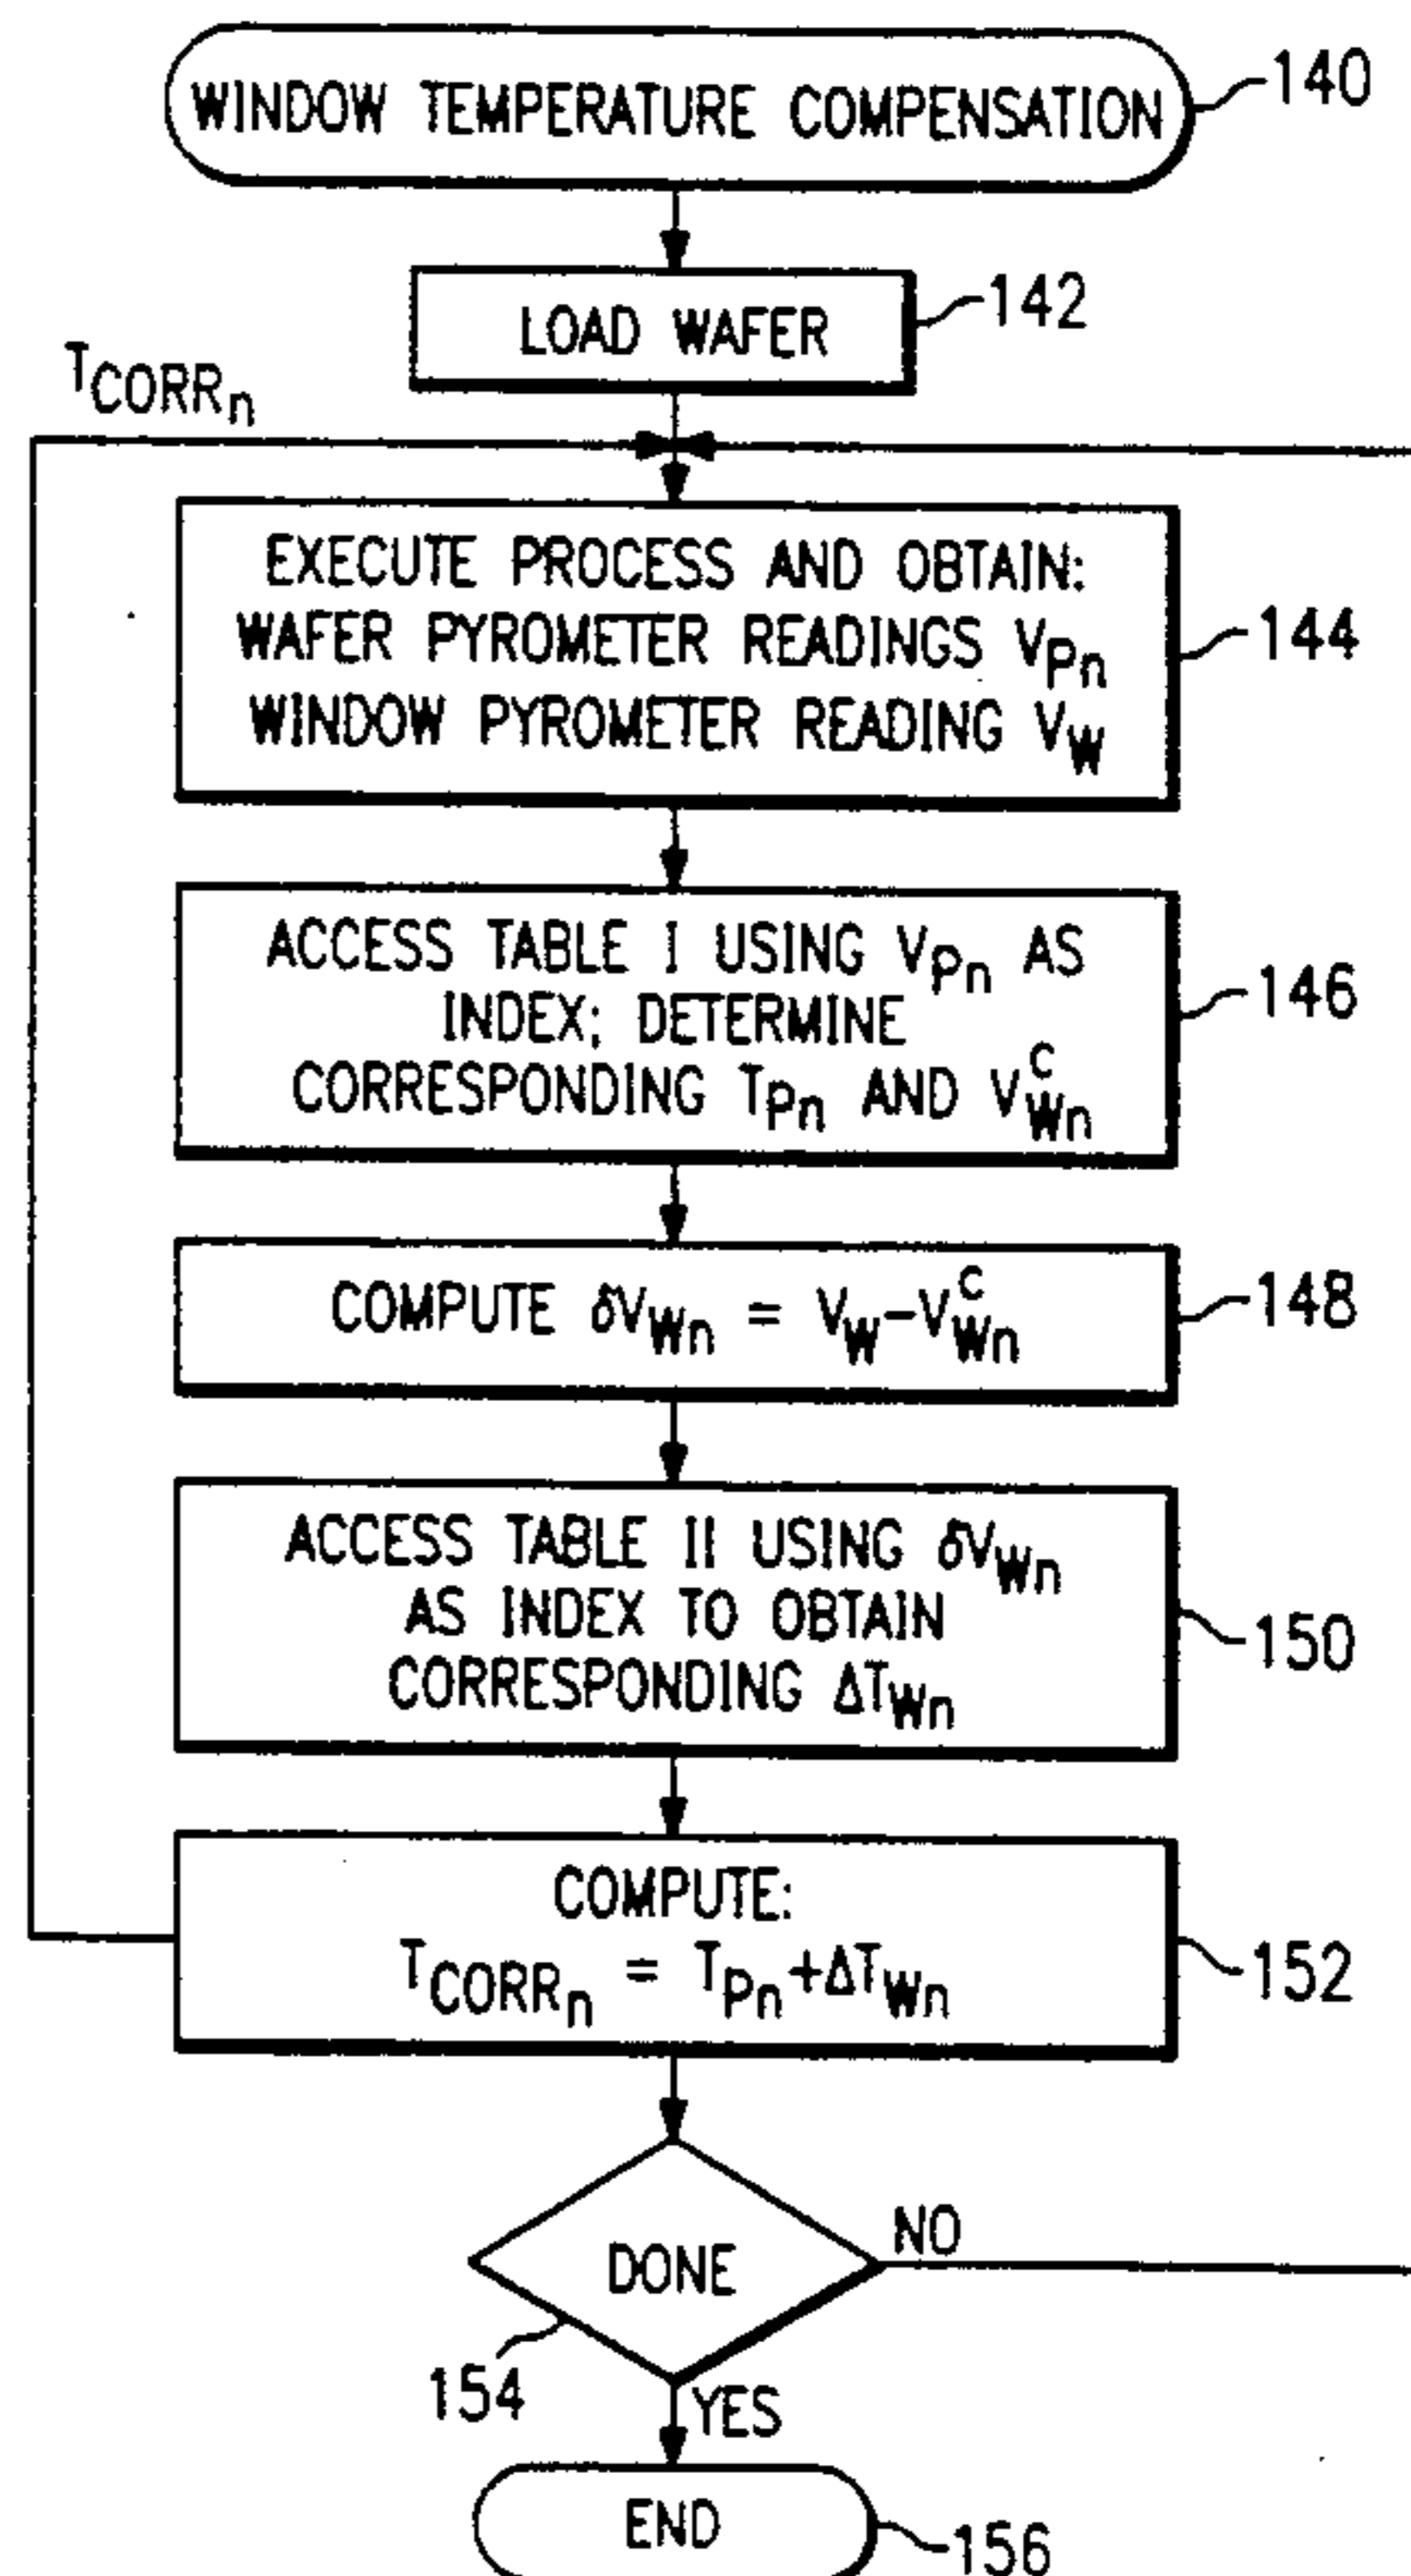 WINDOW TEMPERATURE COMPENSATION
140
LOAD WAFER
142
TCORRn
EXECUTE PROCESS AND OBTAIN:
WAFER PYROMETER READINGS VPn
WINDOW PYROMETER READING VW
144
ACCESS TABLE I USING VPn AS
INDEX; DETERMINE
CORRESPONDING TPn AND V^C_Wn
146
COMPUTE δVWn = VW-V^C_Wn
148
ACCESS TABLE II USING δVWn
AS INDEX TO OBTAIN
CORRESPONDING ΔTWn
150
COMPUTE:
TCORRn = TPn+ΔTWn
152
DONE
NO
154
YES
END
156